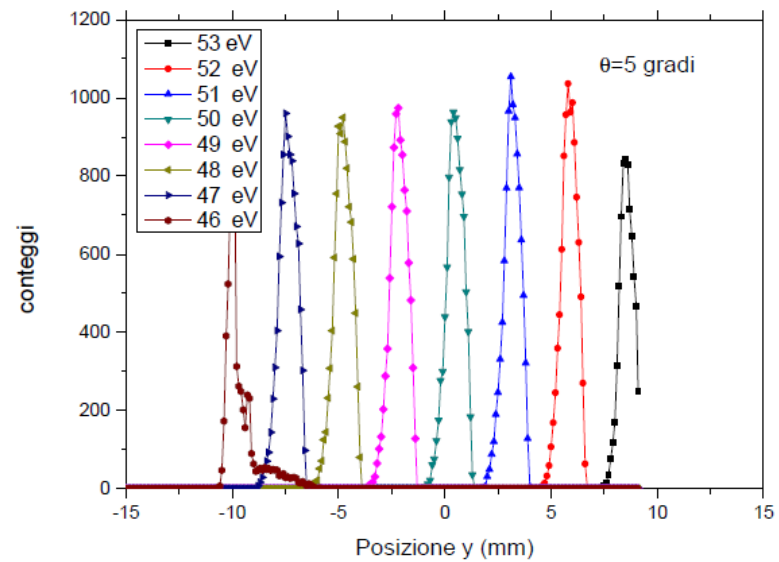 1200
1000
800
600
400
200
0
conteggi
53 eV
52 eV
51 eV
50 eV
49 eV
48 eV
47 eV
46 eV
θ=5 gradi
-15 -10 -5 0 5 10 15
Posizione y (mm)